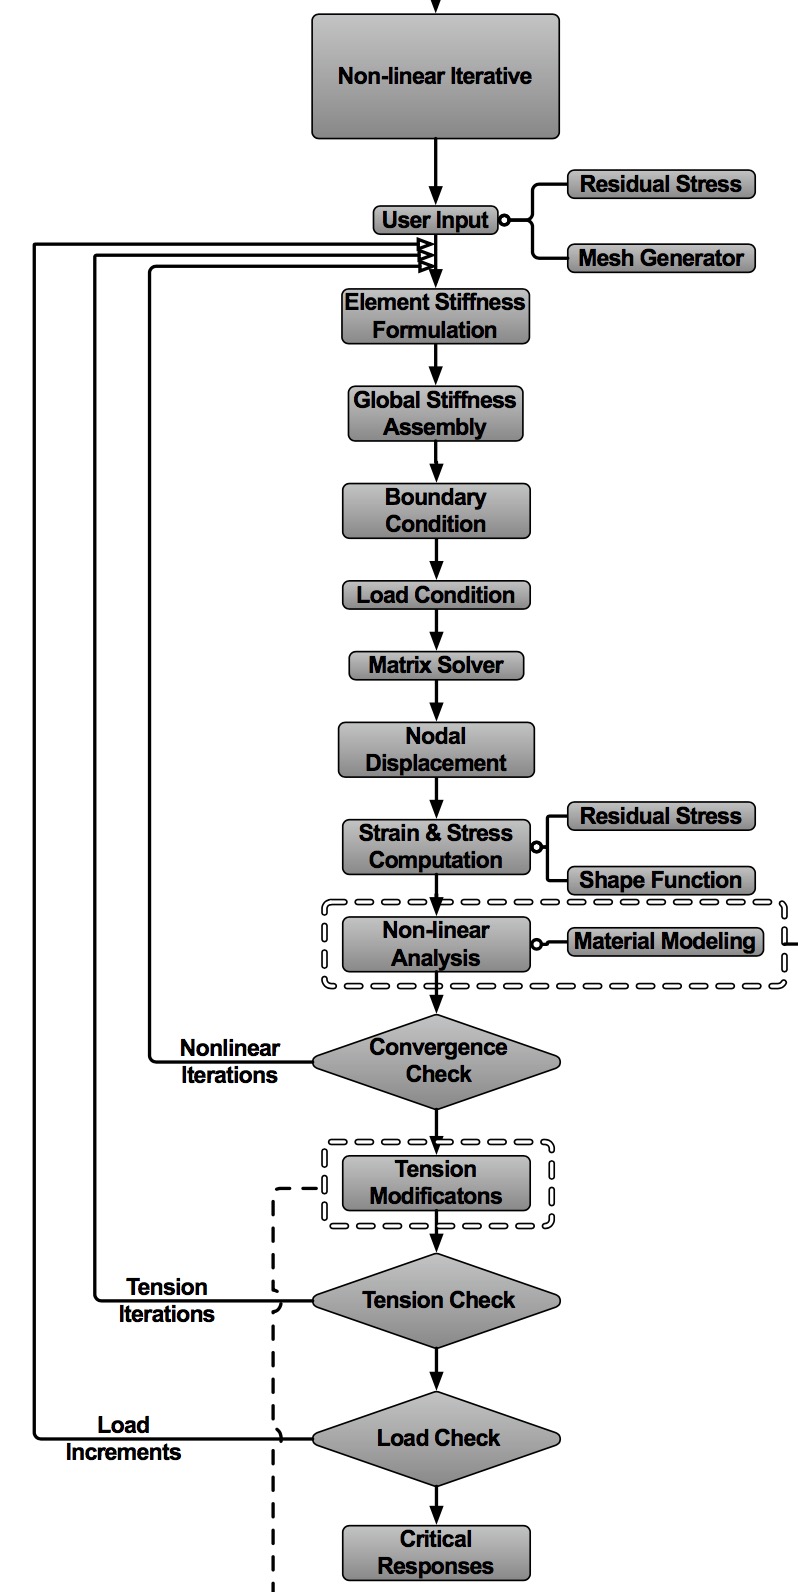 Non-linear Iterative
User Input
Residual Stress
Mesh Generator
Element Stiffness
Formulation
Global Stiffness
Assembly
Boundary
Condition
Load Condition
Matrix Solver
Nodal
Displacement
Strain & Stress
Computation
Residual Stress
Shape Function
Non-linear
Analysis
Material Modeling
Convergence
Check
Nonlinear
Iterations
Tension
Modificatons
Tension Check
Tension
Iterations
Load Check
Load
Increments
Critical
Responses